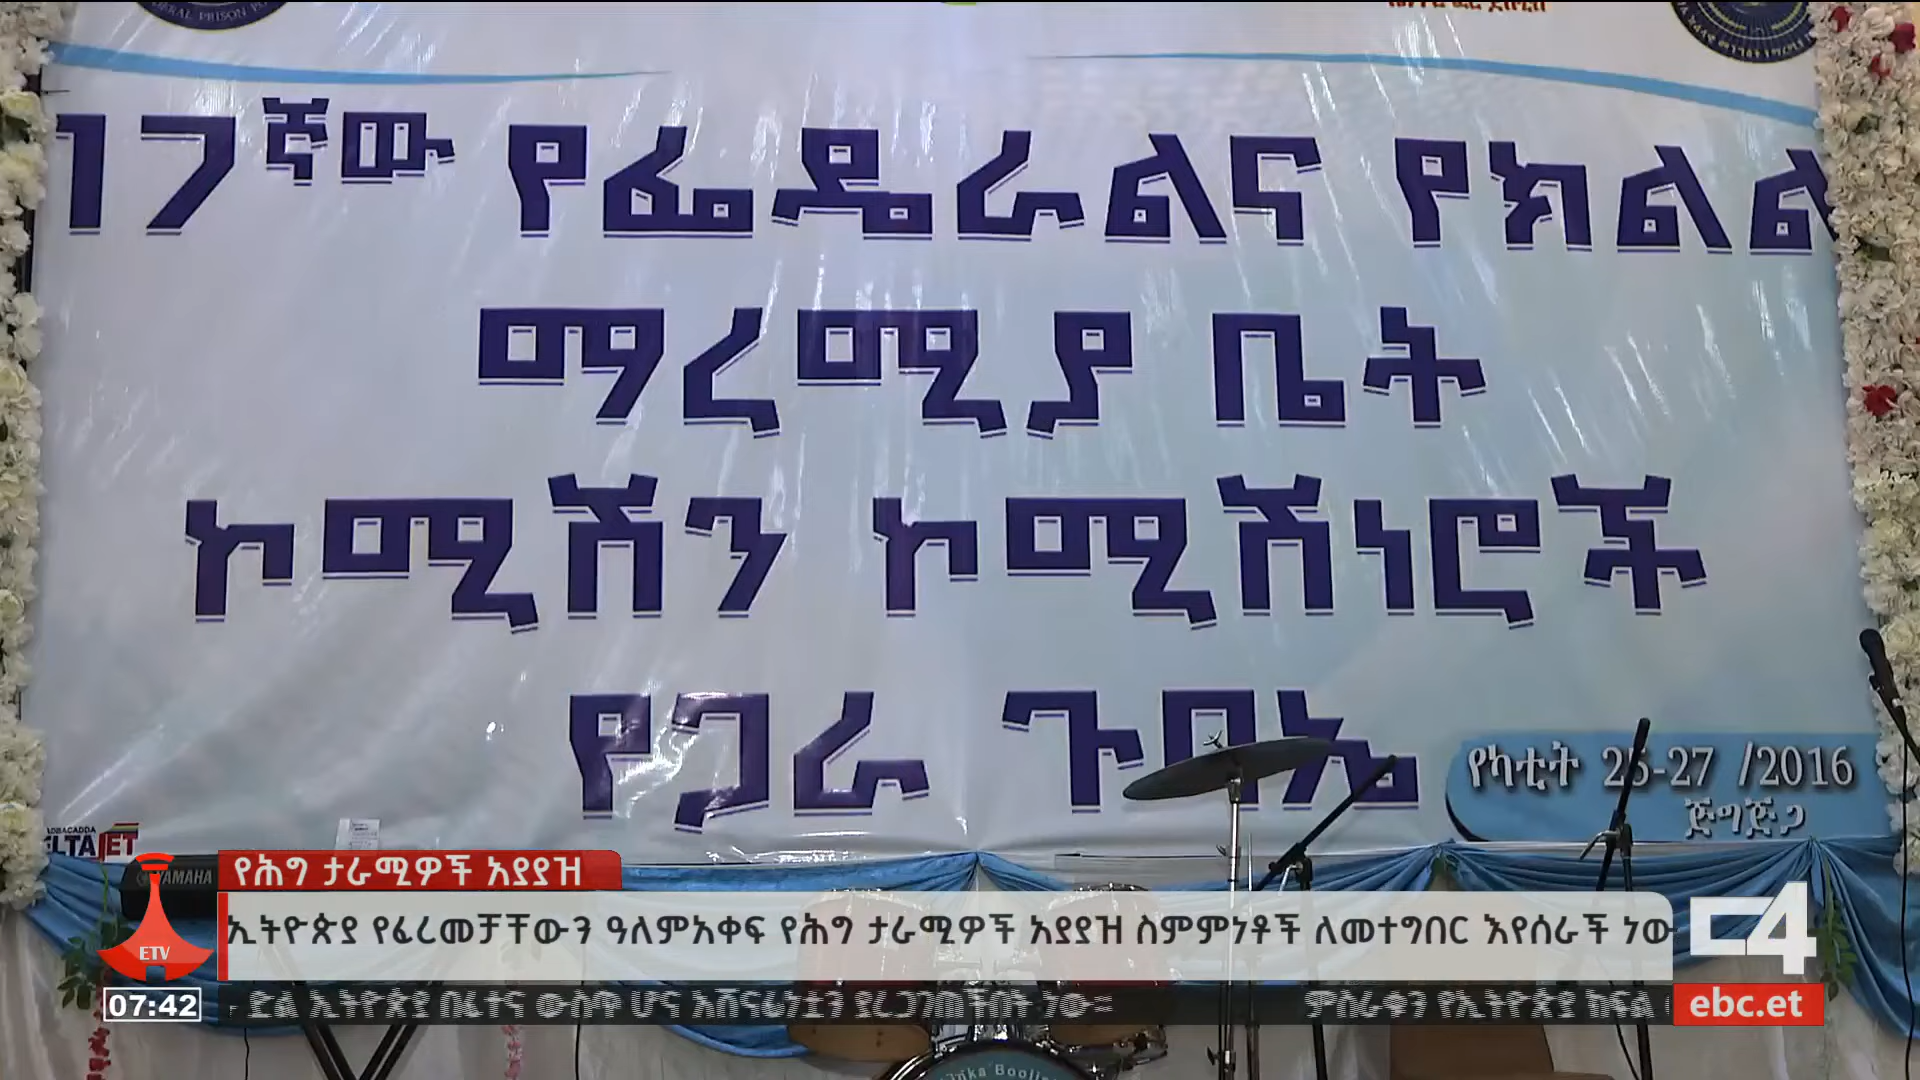 17ኛው የፌዴራልና የክልል
ማረሚያ ቤት
ኮሚሽን ኮሚሽነሮች
የጋራ ጉባኤ
የካቲት 25-27 /2016
ጅግጅጋ
YAMAHA
የሕግ ታራሚዎች አያያዝ
ኢትዮጵያ የፈረመቻቸውን ዓለምአቀፍ የሕግ ታራሚዎች አያያዝ ስምምነቶች ለመተግበር እየሰራች ነው
ETV
07:42
ebc.et